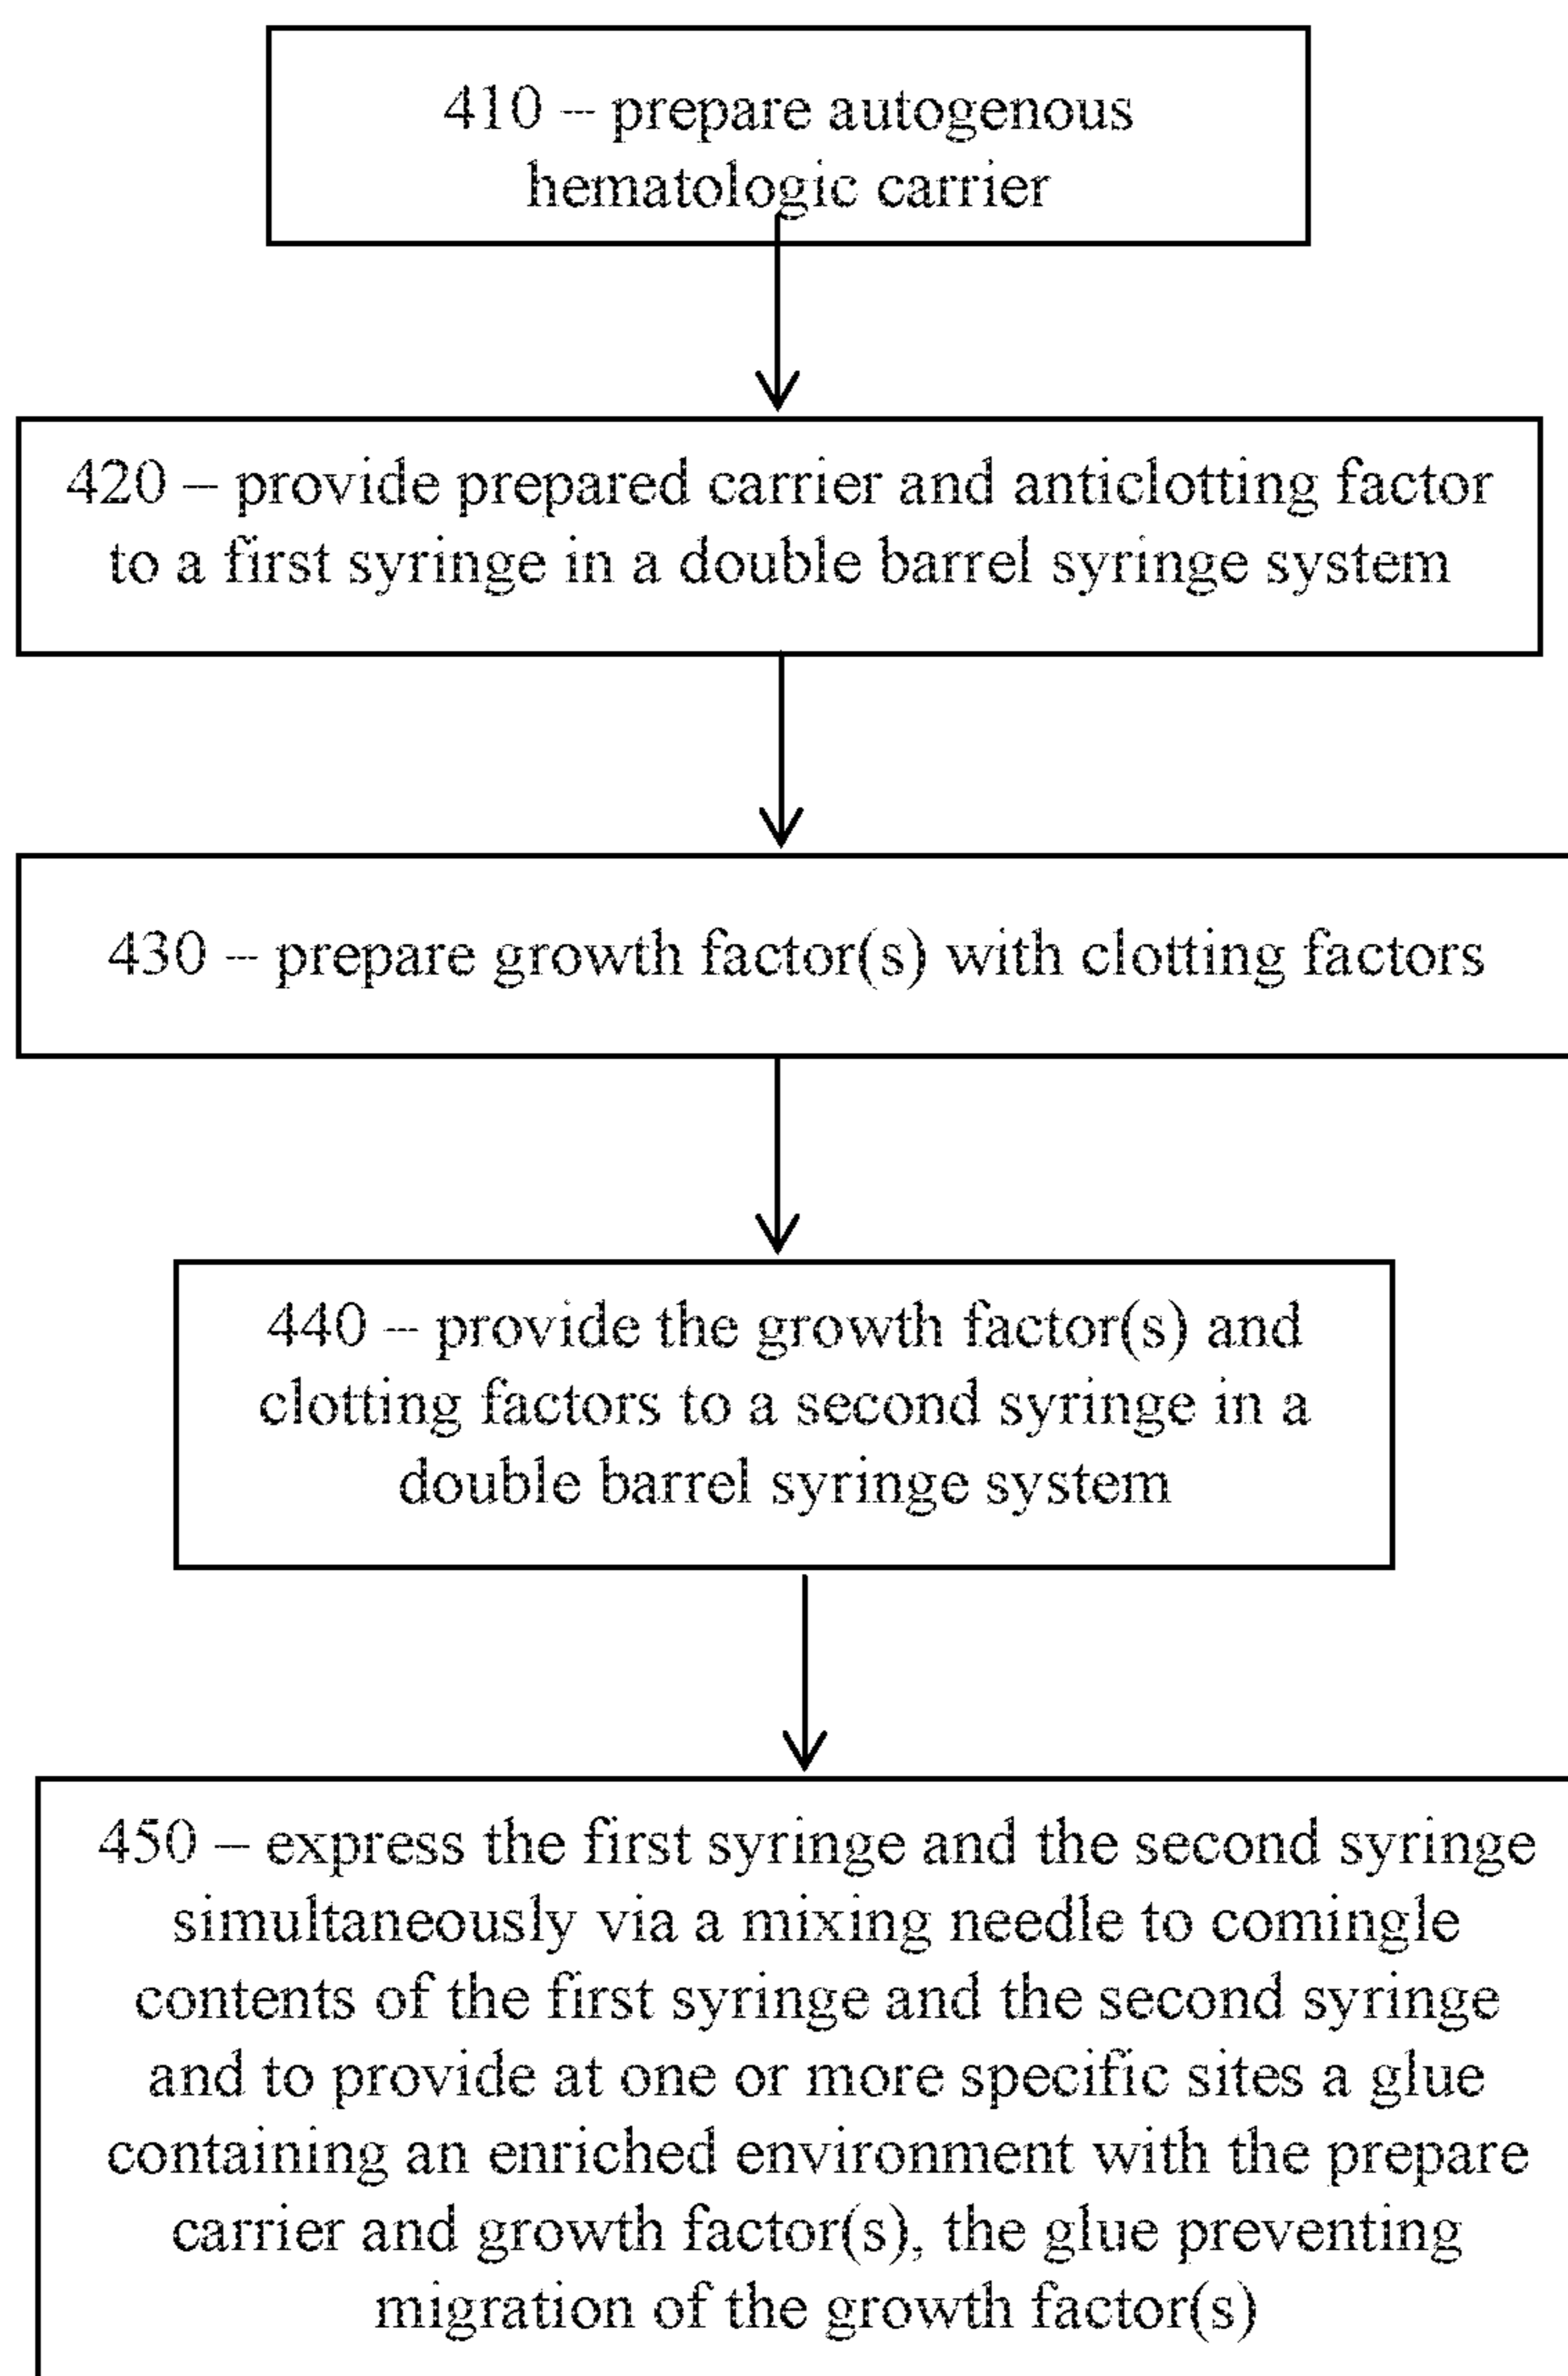 410 – prepare autogenous
hematologic carrier
420 – provide prepared carrier and anticlotting factor
to a first syringe in a double barrel syringe system
430 – prepare growth factor(s) with clotting factors
440 – provide the growth factor(s) and
clotting factors to a second syringe in a
double barrel syringe system
450 – express the first syringe and the second syringe
simultaneously via a mixing needle to comingle
contents of the first syringe and the second syringe
and to provide at one or more specific sites a glue
containing an enriched environment with the prepare
carrier and growth factor(s), the glue preventing
migration of the growth factor(s)